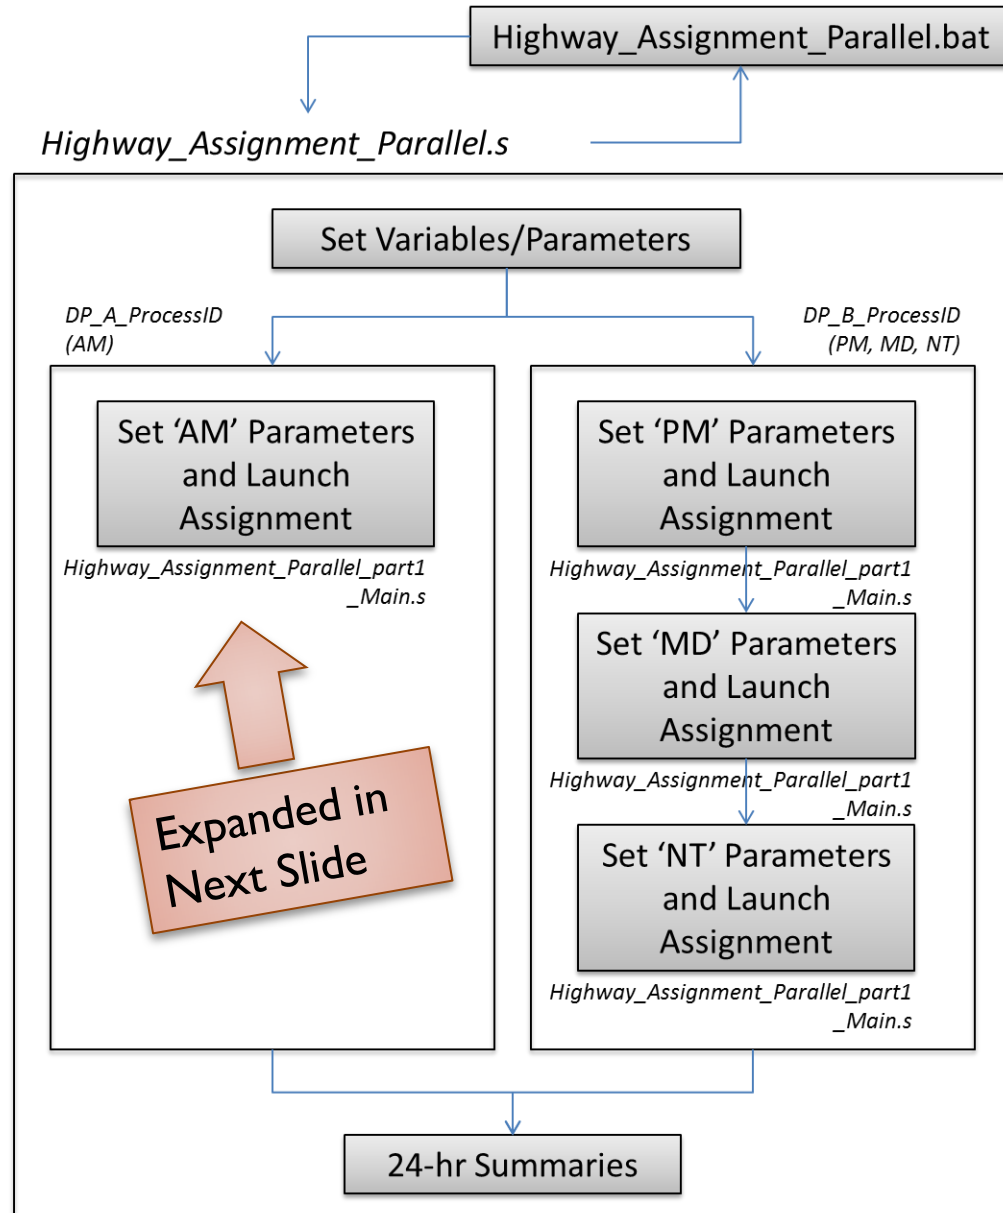 Highway_Assignment_Parallel.bat
Highway_Assignment_Parallel.s
Set Variables/Parameters
DP_A_ProcessID
(AM)
DP_B_ProcessID
(PM, MD, NT)
Set ‘AM’ Parameters
and Launch
Assignment
Highway_Assignment_Parallel_part1
_Main.s
Expanded in
Next Slide
Set ‘PM’ Parameters
and Launch
Assignment
Highway_Assignment_Parallel_part1
_Main.s
Set ‘MD’ Parameters
and Launch
Assignment
Highway_Assignment_Parallel_part1
_Main.s
Set ‘NT’ Parameters
and Launch
Assignment
Highway_Assignment_Parallel_part1
_Main.s
24-hr Summaries